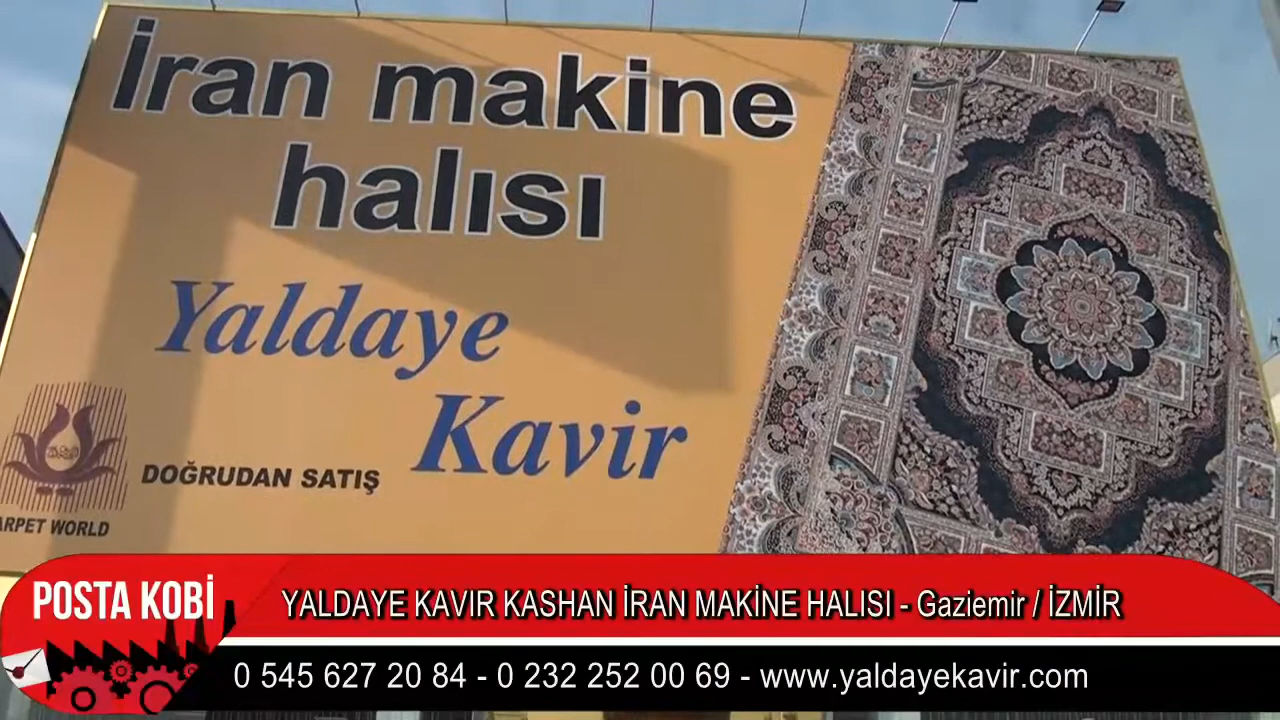 İran makine
halısı
Yaldaye
Kavir
DOĞRUDAN SATIŞ
ARPET WORLD
POSTA KOBİ
YALDAYE KAVIR KASHAN İRAN MAKİNE HALISI - Gaziemir / İZMİR
0 545 627 20 84 - 0 232 252 00 69 - www.yaldayekavir.com